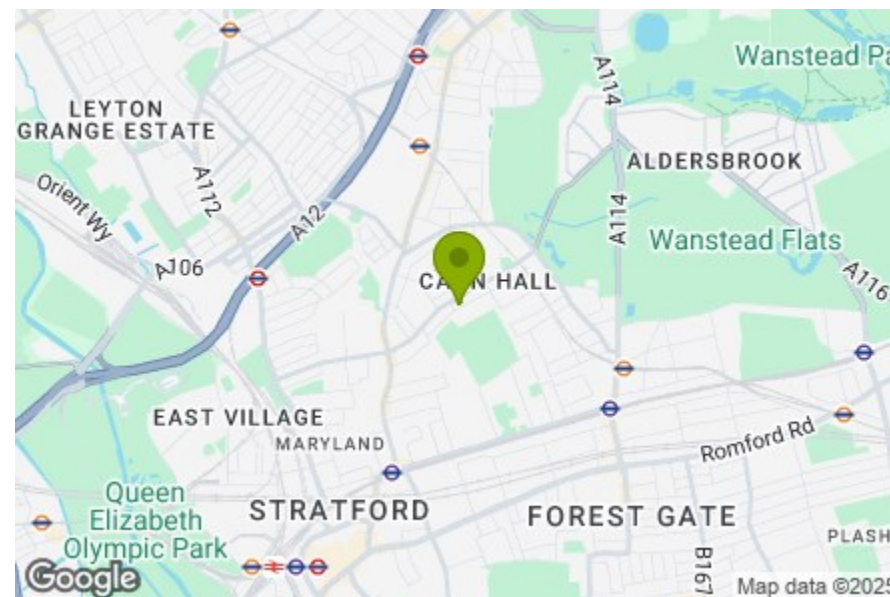 Wanstead Pa
A114
LEYTON
GRANGE ESTATE
ALDERSBROOK
A112
Orient Wy
A12
A114
Wanstead Flats
A106
CA N HALL
A116
EAST VILLAGE
MARYLAND
Romford Rd
Queen
Elizabeth
Olympic Park
STRATFORD
FOREST GATE
PLASH
B167
Google
Map data ©2025